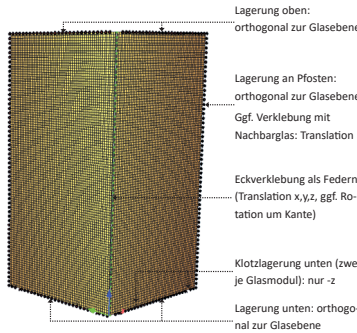 Lagerung oben:
orthogonal zur Glasebene
Lagerung an Pfosten:
orthogonal zur Glasebene
Ggf. Verklebung mit
Nachbarglas: Translation
Eckverklebung als Federn
(Translation x,y,z, ggf. Ro-
tation um Kante)
Klotzlagerung unten (zwe
je Glasmodul): nur -z
Lagerung unten: orthogo-
nal zur Glasebene